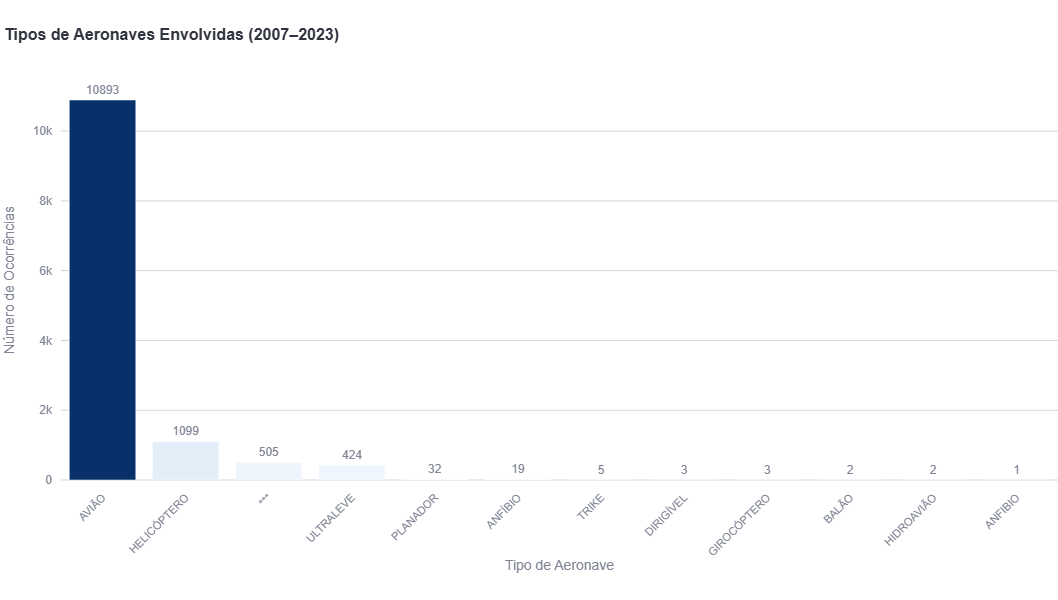 Tipos de Aeronaves Envolvidas (2007–2023)
Número de Ocorrências
10k
8k
6k
4k
2k
0
10893
1099
505
424
32
19
5
3
3
2
2
1
AVIÃO
HELICÓPTERO
***
ULTRALEVE
PLANADOR
ANFÍBIO
TRIKE
DIRIGÍVEL
GIROCÓPTERO
BALÃO
HIDROAVIÃO
ANFIBIO
Tipo de Aeronave